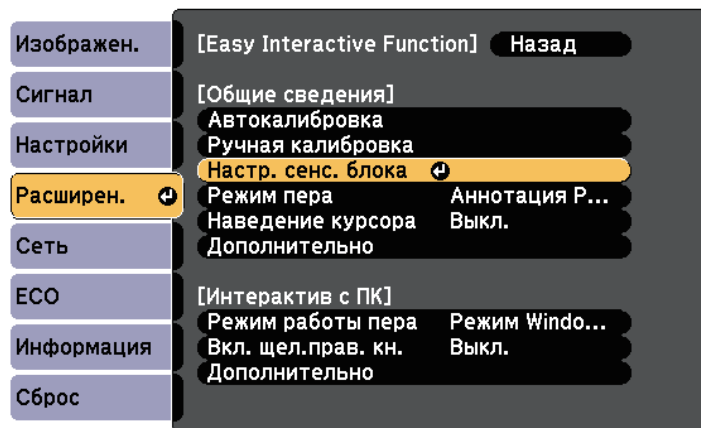 Изображен.
Сигнал
Настройки
Расширен.
Сеть
ECO
Информация
Сброс
[Easy Interactive Function] Назад
[Общие сведения]
Автокалибровка
Ручная калибровка
Настр. сенс. блока
Режим пера Аннотация P...
Наведение курсора Выкл.
Дополнительно
[Интерактив с ПК]
Режим работы пера Режим Windo...
Вкл. щел.прав. кн. Выкл.
Дополнительно